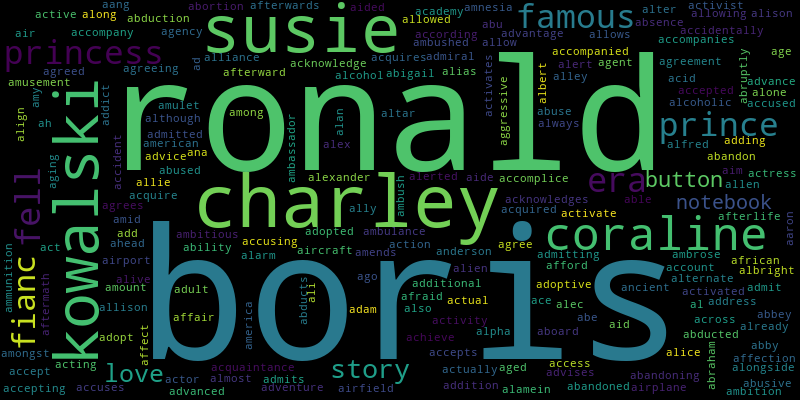 active along aang abduction abortion afterwards aided amnesia alter activist
susie allowed academy famous absence allowing alison
air accompany agency according abu advantage allows accidentally
princess acknowledge acquires ambushed admiral allow accompanied accompanies age
agreed agreeing ad alliance alert agent agreement abruptly
amusement afterward alcohol abigail alias activates albert alley acid advance
amy addict amulet altar ronald aggressive abuse alcoholic accepted alone accused
align ah although among ambassador alan always prince adding
kowalski admitted american alex alfred abandon
aging accident advice ana alexander alerted aide accomplice aim actress
fell abused allie ambush era button allen
acquire charley ally acquired acknowledges able notebook
agrees amid ambitious adopted ambulance activate afterlife aaron
act add ahead ability accusing aircraft action agree coraline
ammunition airport alarm amends anderson admitting ambrose african
fianc aftermath alive boris ago alien afford account albright
amount adult abducts all additional adoptive ancient alternate admit
allison america afraid actual ace alec activated al address
affair adam also activity alpha abe across abbey
adopt affect achieve aboard aid abducted already
amongst acquaintance accepts alice abraham abby
accept acting love story actually aged access affection alongside
accepting accuses actor almost admits advises abandoning abusive
advanced adventure airfield addition alamein abandoned airplane ambition